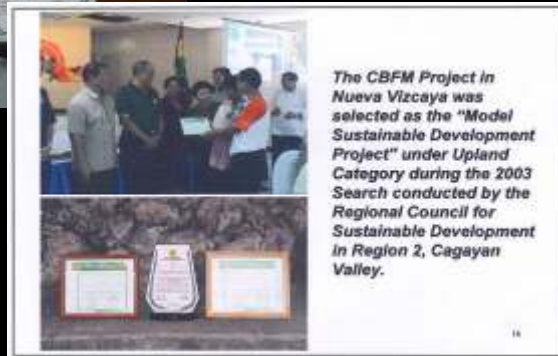 The CBFM Project in
Nueva Vizcaya was
selected as the "Model
Sustainable Development
Project" under Upland
Category during the 2003
Search conducted by the
Regional Council for
Sustainable Development
in Region 2, Cagayan
Valley.